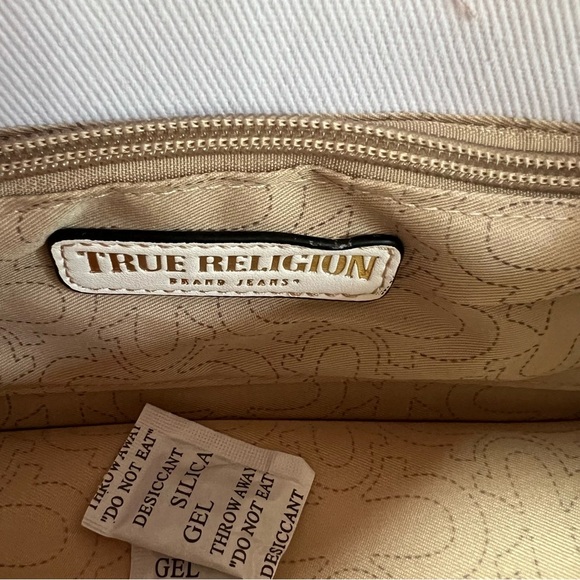 TRUE RELIGION
BRAND JEANS
THROW AWAY
"DO NOT EAT"
DESICCANT
SILICA
GEL
THROW AWAY
"DO NOT EAT"
DESICCANT
GEL